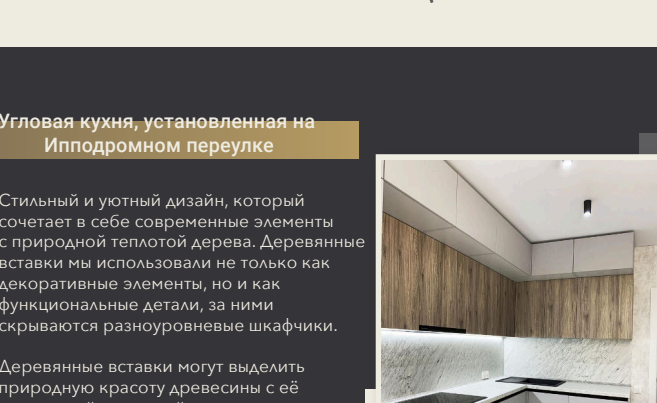 Угловая кухня, установленная на
Ипподромном переулке
Стильный и уютный дизайн, который
сочетает в себе современные элементы
с природной теплотой дерева. Деревянные
вставки мы использовали не только как
декоративные элементы, но и как
функциональные детали, за ними
скрываются разноуровневые шкафчики.
Деревянные вставки могут выделить
природную красоту древесины с её